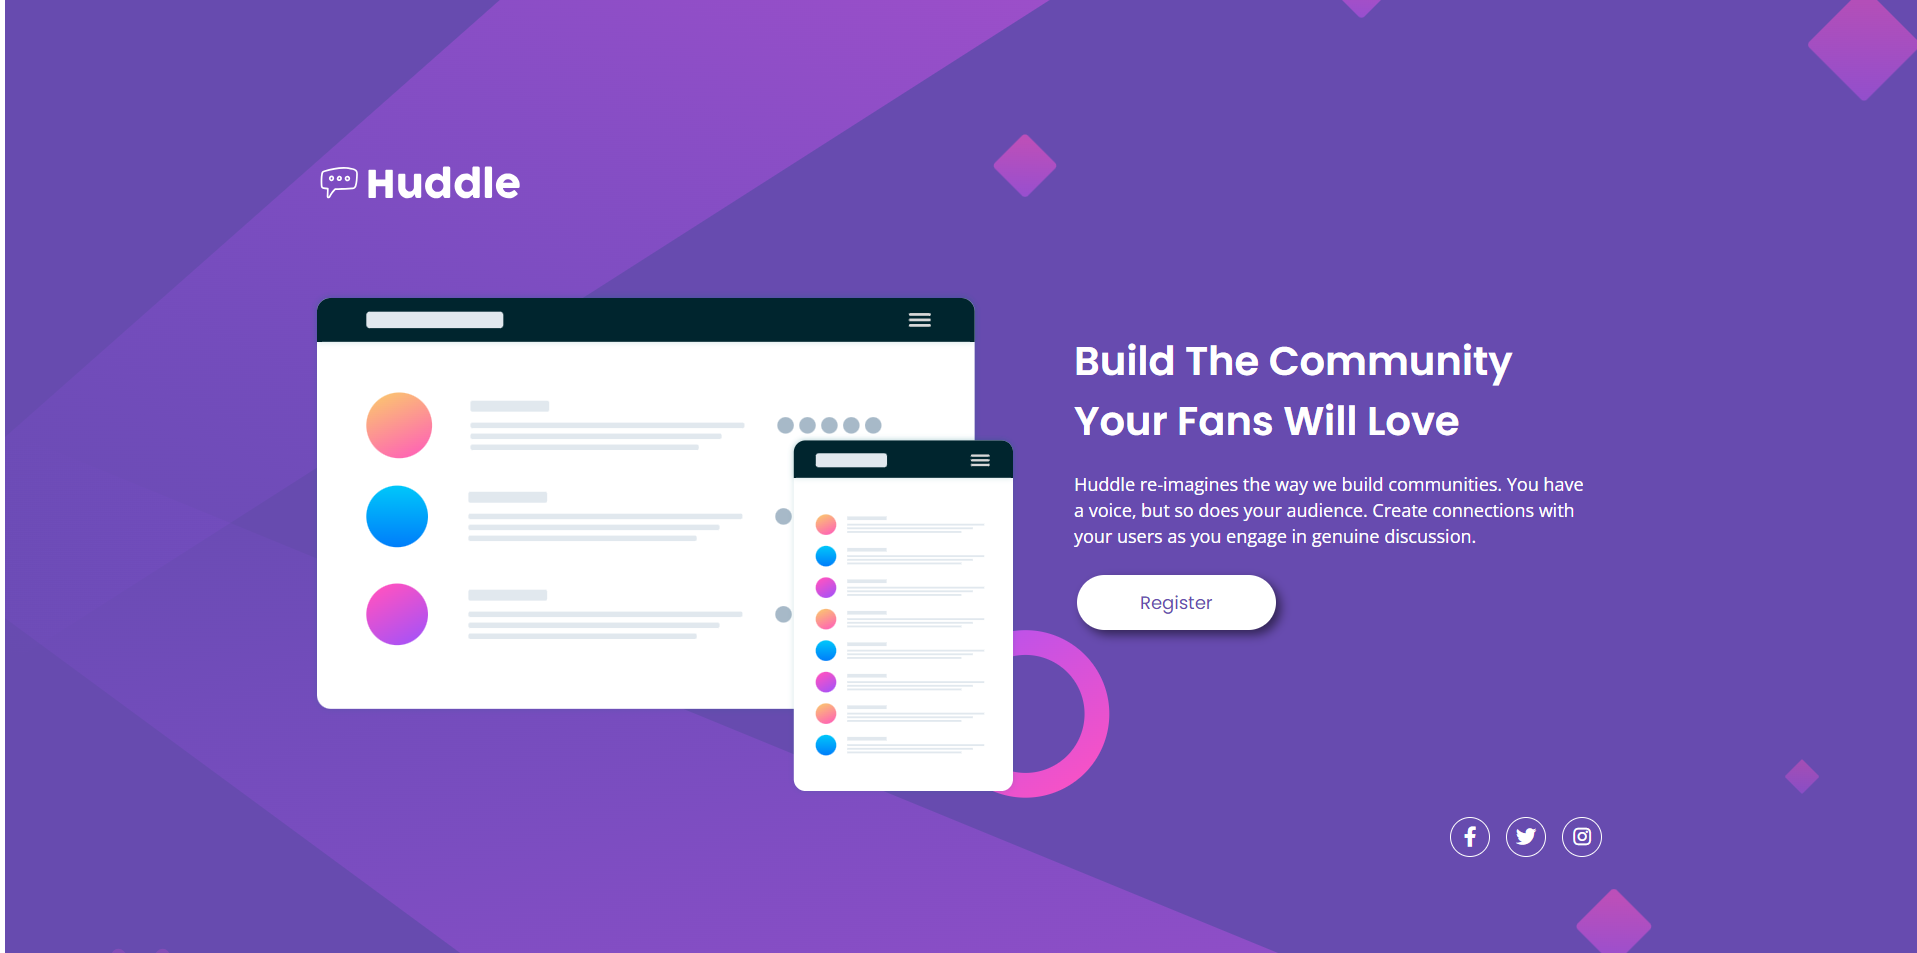 Huddle
Build The Community
Your Fans Will Love
Huddle re-imagines the way we build communities. You have
a voice, but so does your audience. Create connections with
your users as you engage in genuine discussion.
Register